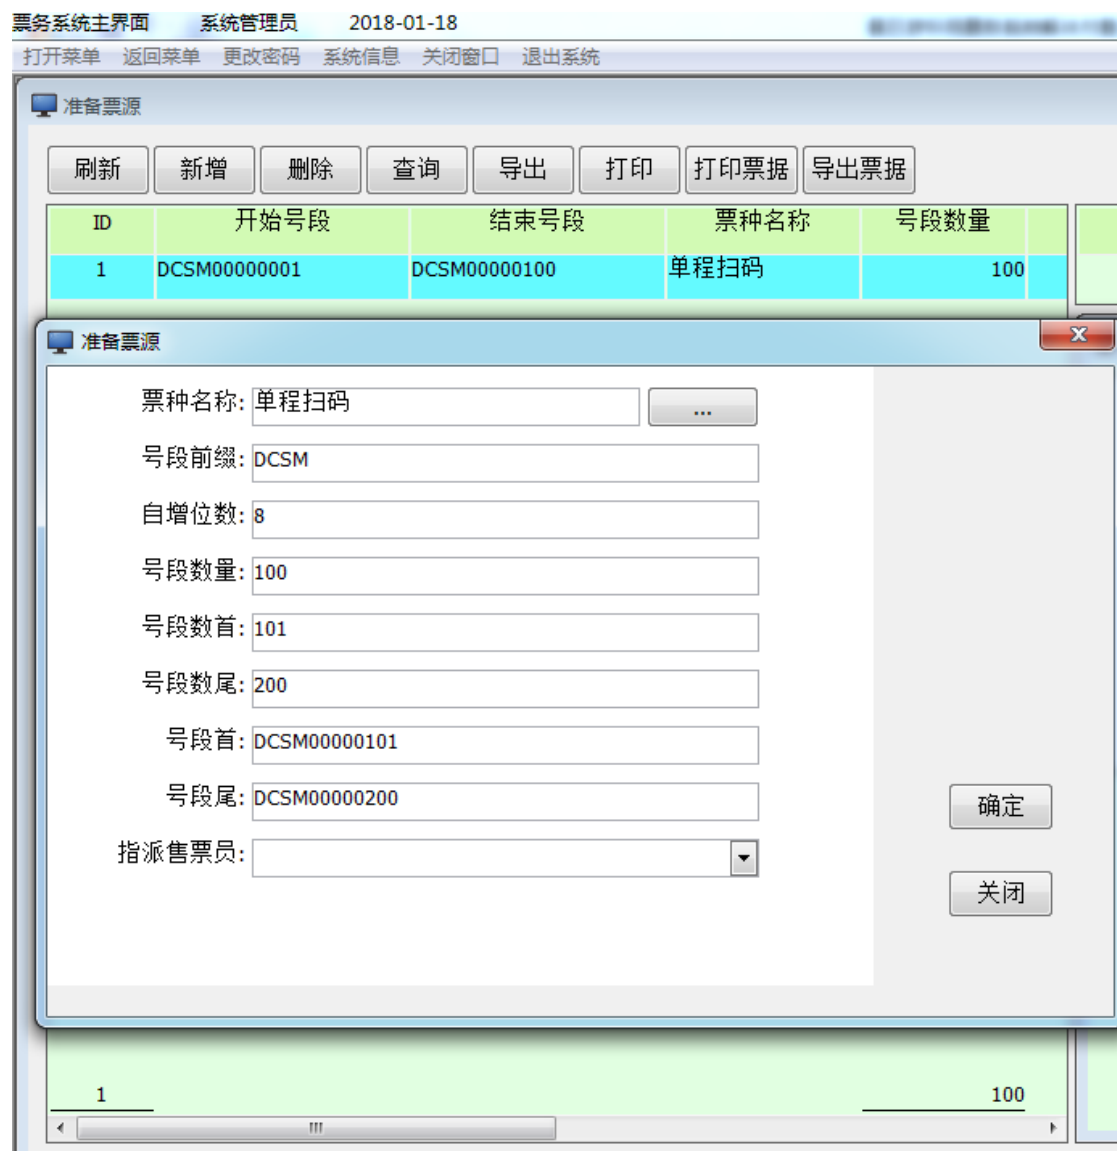 票务系统主界面 系统管理员 2018-01-18
打开菜单 返回菜单 更改密码 系统信息 关闭窗口 退出系统
准备票源
刷新 新增 删除 查询 导出 打印 打印票据 导出票据
ID 开始号段 结束号段 票种名称 号段数量
1 DCSM00000001 DCSM00000100 单程扫码 100
准备票源
票种名称: 单程扫码 ...
号段前缀: DCSM
自增位数: 8
号段数量: 100
号段数首: 101
号段数尾: 200
号段首: DCSM00000101
号段尾: DCSM00000200
确定
指派售票员:
关闭
1 100